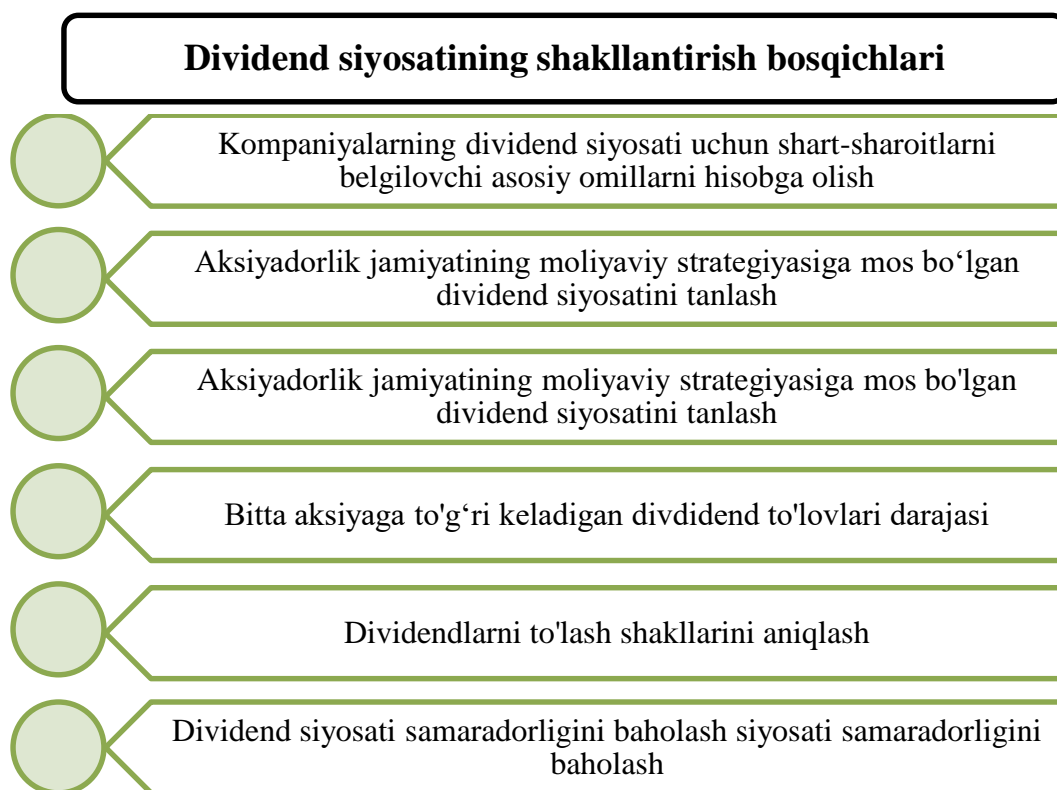 Dividend siyosatining shakllantirish bosqichlari
Kompaniyalarning dividend siyosati uchun shart-sharoitlarni
belgilovchi asosiy omillarni hisobga olish
Aksiyadorlik jamiyatining moliyaviy strategiyasiga mos bo‘lgan
dividend siyosatini tanlash
Aksiyadorlik jamiyatining moliyaviy strategiyasiga mos bo'lgan
dividend siyosatini tanlash
Bitta aksiyaga to'g‘ri keladigan divdidend to'lovlari darajasi
Dividendlarni to'lash shakllarini aniqlash
Dividend siyosati samaradorligini baholash siyosati samaradorligini
baholash